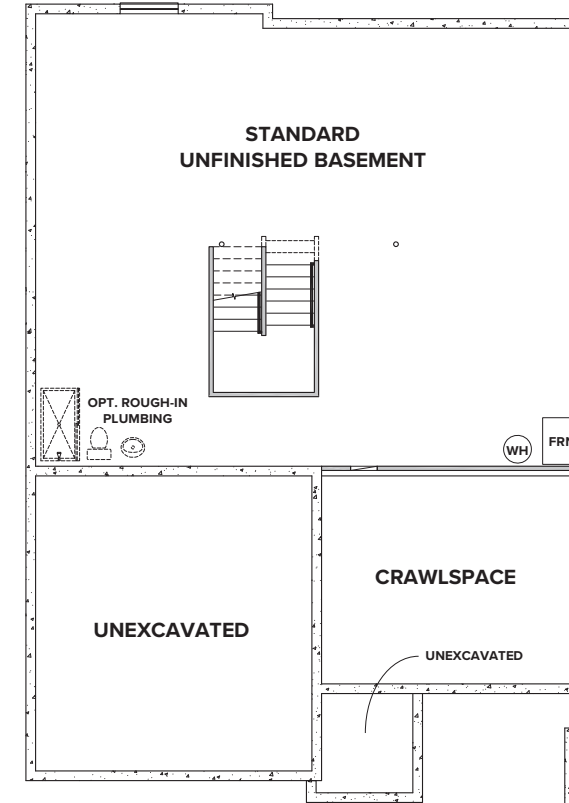 STANDARD
UNFINISHED BASEMENT
OPT. ROUGH-IN
PLUMBING
WH
FRN
CRAWLSPACE
UNEXCAVATED
UNEXCAVATED